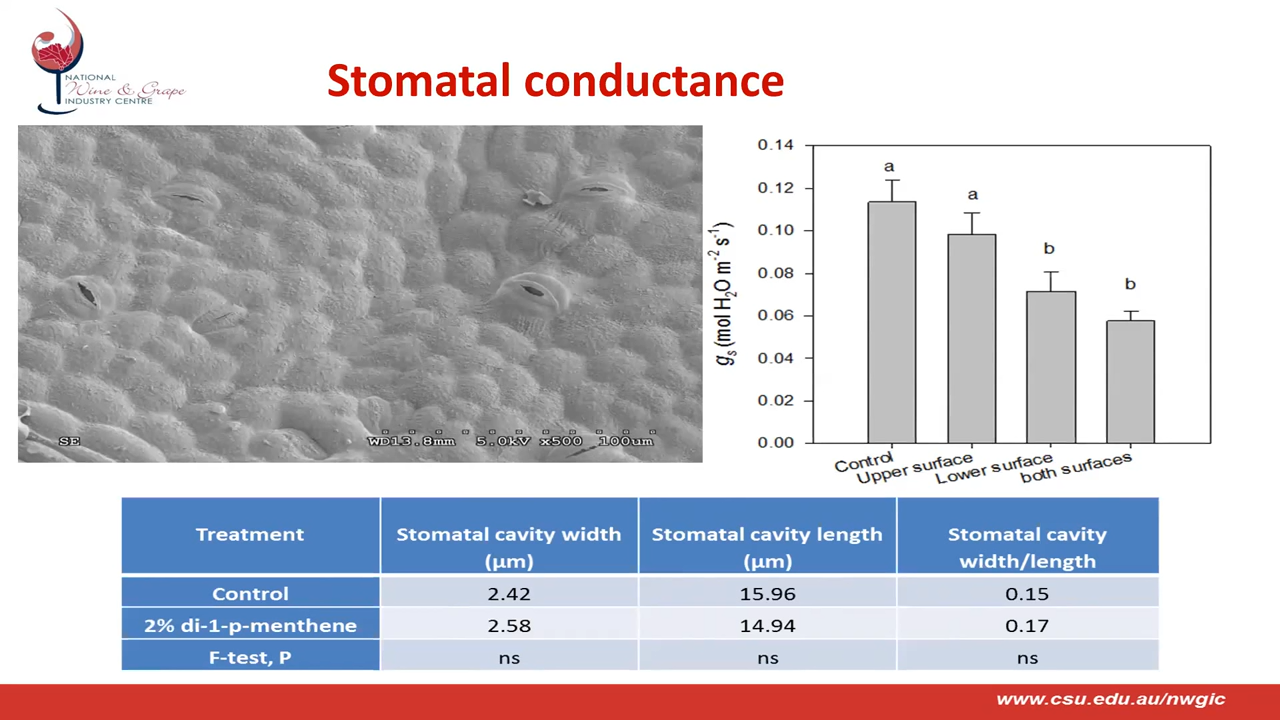 NATIONAL
Wine & Grape
INDUSTRY CENTRE
Stomatal conductance
SE
WD13.8mm 5.0kV x500 100um
0.14
0.12
0.10
0.08
0.06
0.04
0.02
0.00
gs (mol H2O m-2 s-1)
a
a
b
b
Control
Upper surface
Lower surface
both surfaces
Treatment
Stomatal cavity width
(µm)
Stomatal cavity length
(µm)
Stomatal cavity
width/length
Control 2.42 15.96 0.15
2% di-1-p-menthene 2.58 14.94 0.17
F-test, P ns ns ns
www.csu.edu.au/nwgic